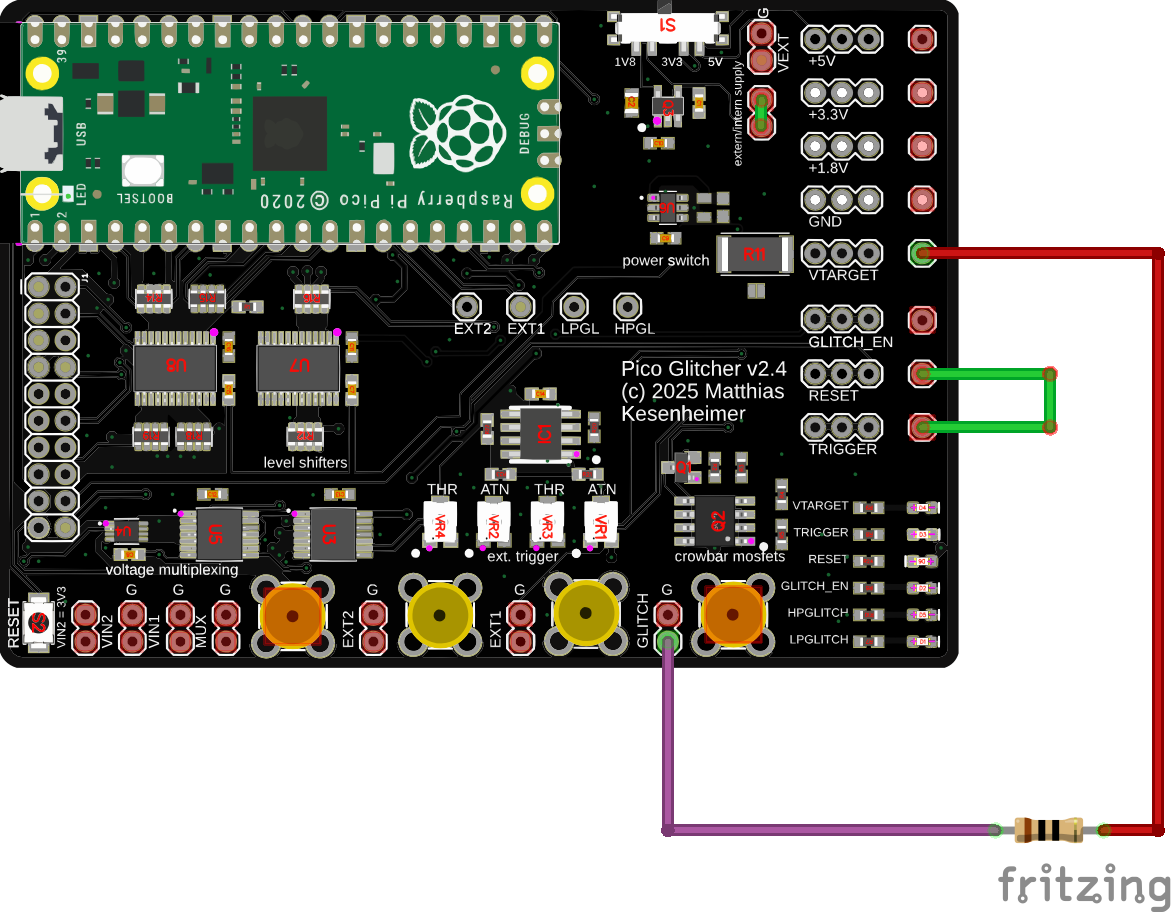 39
USB
LED
1
2
BOOTSEL
Raspberry Pi Pico © 2020
DEBUG
S1
1V8
3V3
5V
G
VEXT
extern/intern supply
+5V
+3.3V
+1.8V
GND
VTARGET
GLITCH_EN
RESET
TRIGGER
power switch
R11
J1
EXT2
EXT1
LPGL
HPGL
U8
U7
Pico Glitcher v2.4
(c) 2025 Matthias
Kesenheimer
IC1
level shifters
Q1
Q2
THR
ATN
THR
ATN
VR4
VR2
VR3
VR1
ext. trigger
crowbar mosfets
U4
U5
U3
voltage multiplexing
VTARGET
TRIGGER
RESET
GLITCH_EN
HPGLITCH
LPGLITCH
RESET
VIN2 = 3V3
VIN2
G
VIN1
G
MUX
G
EXT2
G
EXT1
G
GLITCH
G
fritzing